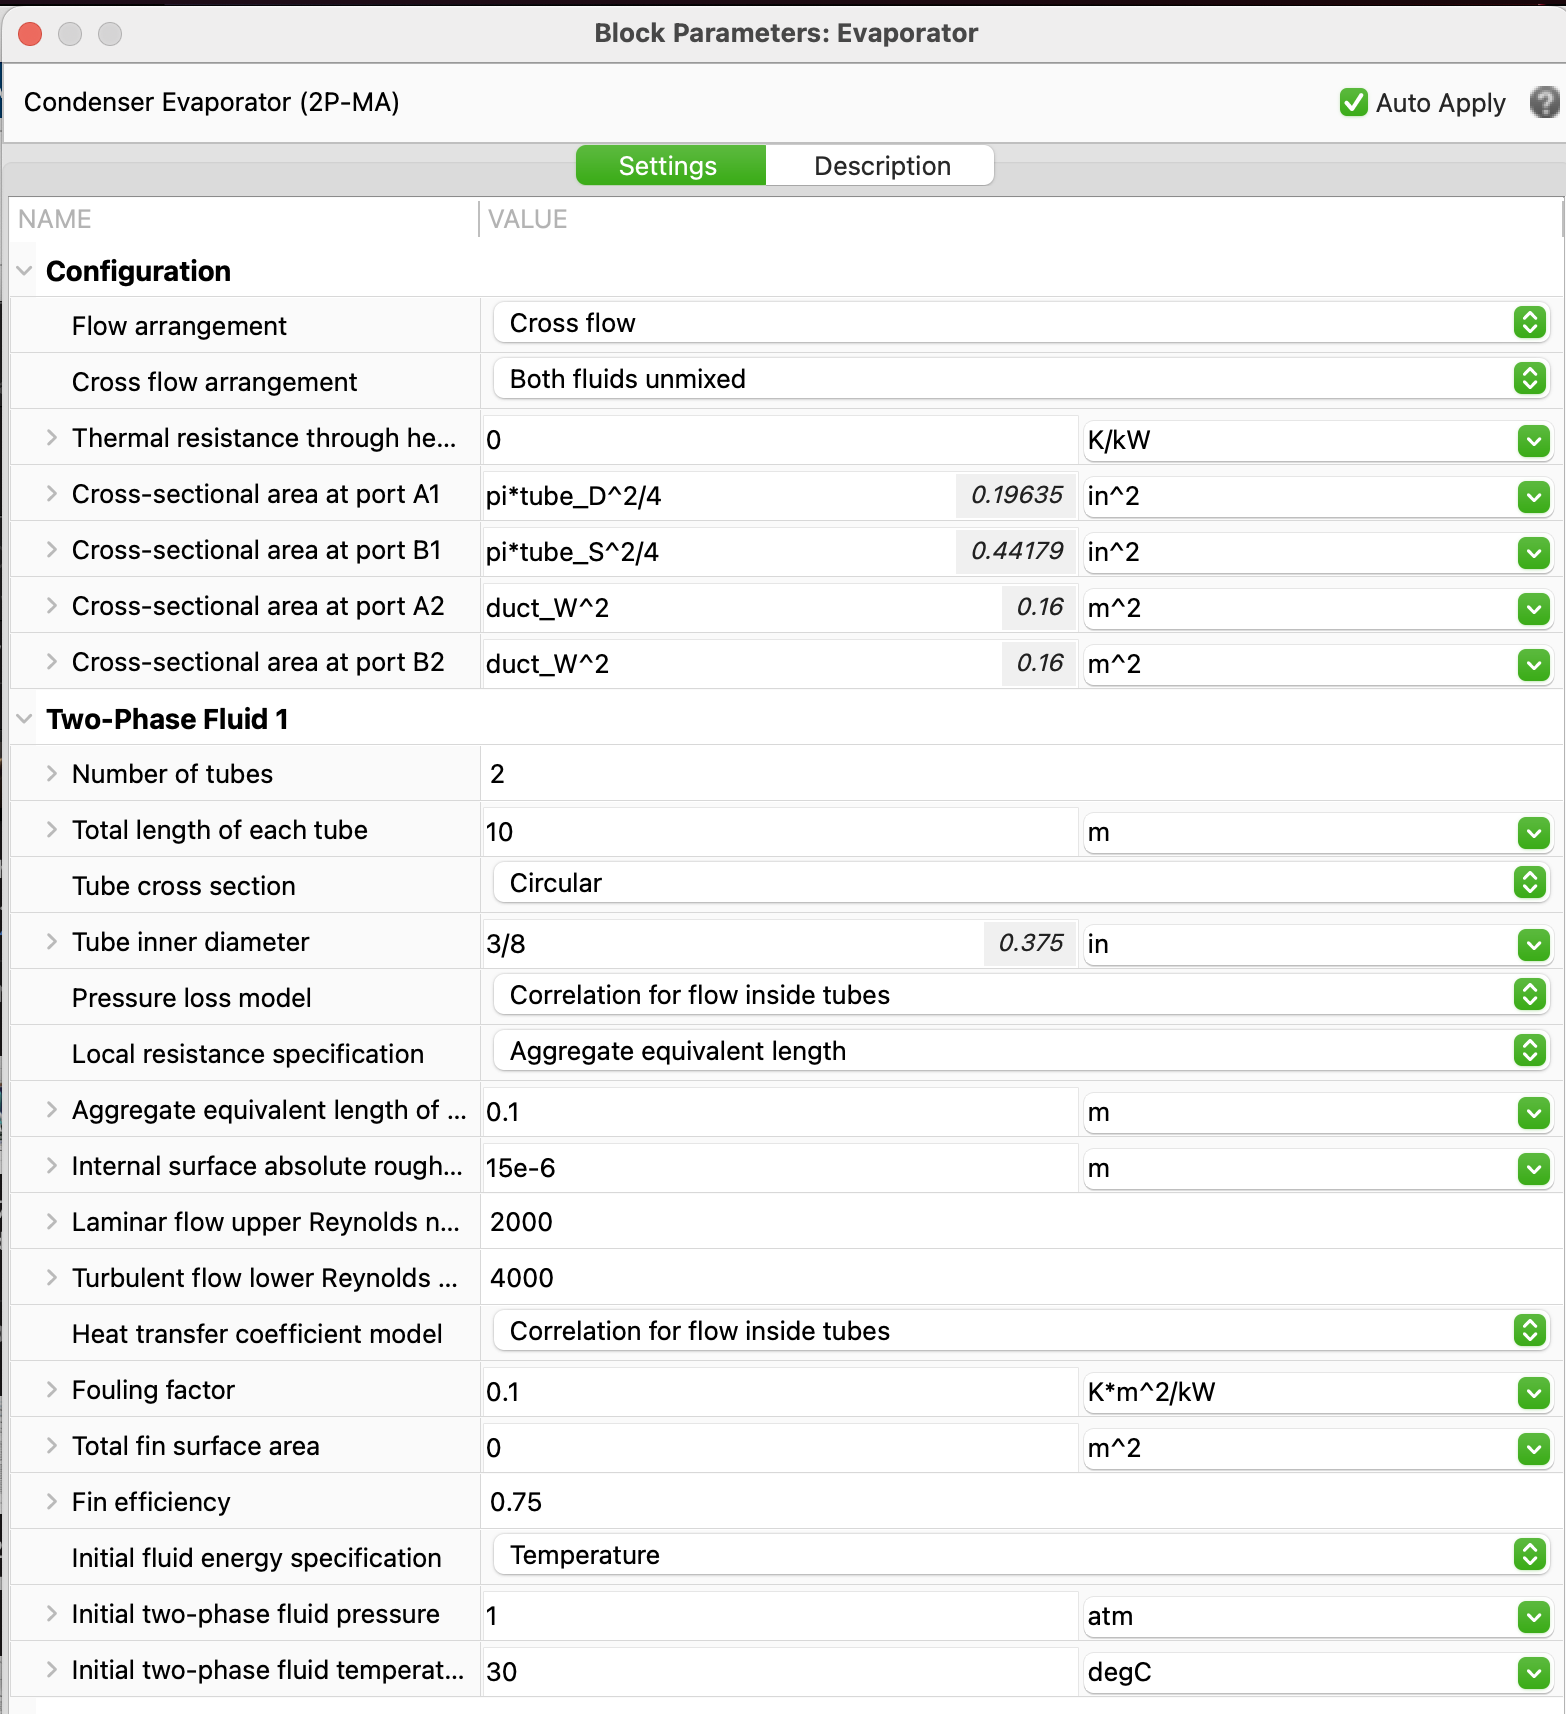 Block Parameters: Evaporator
Condenser Evaporator (2P-MA)
Auto Apply
?
Settings
Description
NAME
VALUE
Configuration
Flow arrangement
Cross flow
Cross flow arrangement
Both fluids unmixed
Thermal resistance through he...
0
K/kW
Cross-sectional area at port A1
pi*tube_D^2/4
0.19635
in^2
Cross-sectional area at port B1
pi*tube_S^2/4
0.44179
in^2
Cross-sectional area at port A2
duct_W^2
0.16
m^2
Cross-sectional area at port B2
duct_W^2
0.16
m^2
Two-Phase Fluid 1
Number of tubes
2
Total length of each tube
10
m
Tube cross section
Circular
Tube inner diameter
3/8
0.375
in
Pressure loss model
Correlation for flow inside tubes
Local resistance specification
Aggregate equivalent length
Aggregate equivalent length of ...
0.1
m
Internal surface absolute rough...
15e-6
m
Laminar flow upper Reynolds n...
2000
Turbulent flow lower Reynolds ...
4000
Heat transfer coefficient model
Correlation for flow inside tubes
Fouling factor
0.1
K*m^2/kW
Total fin surface area
0
m^2
Fin efficiency
0.75
Initial fluid energy specification
Temperature
Initial two-phase fluid pressure
1
atm
Initial two-phase fluid temperat...
30
degC